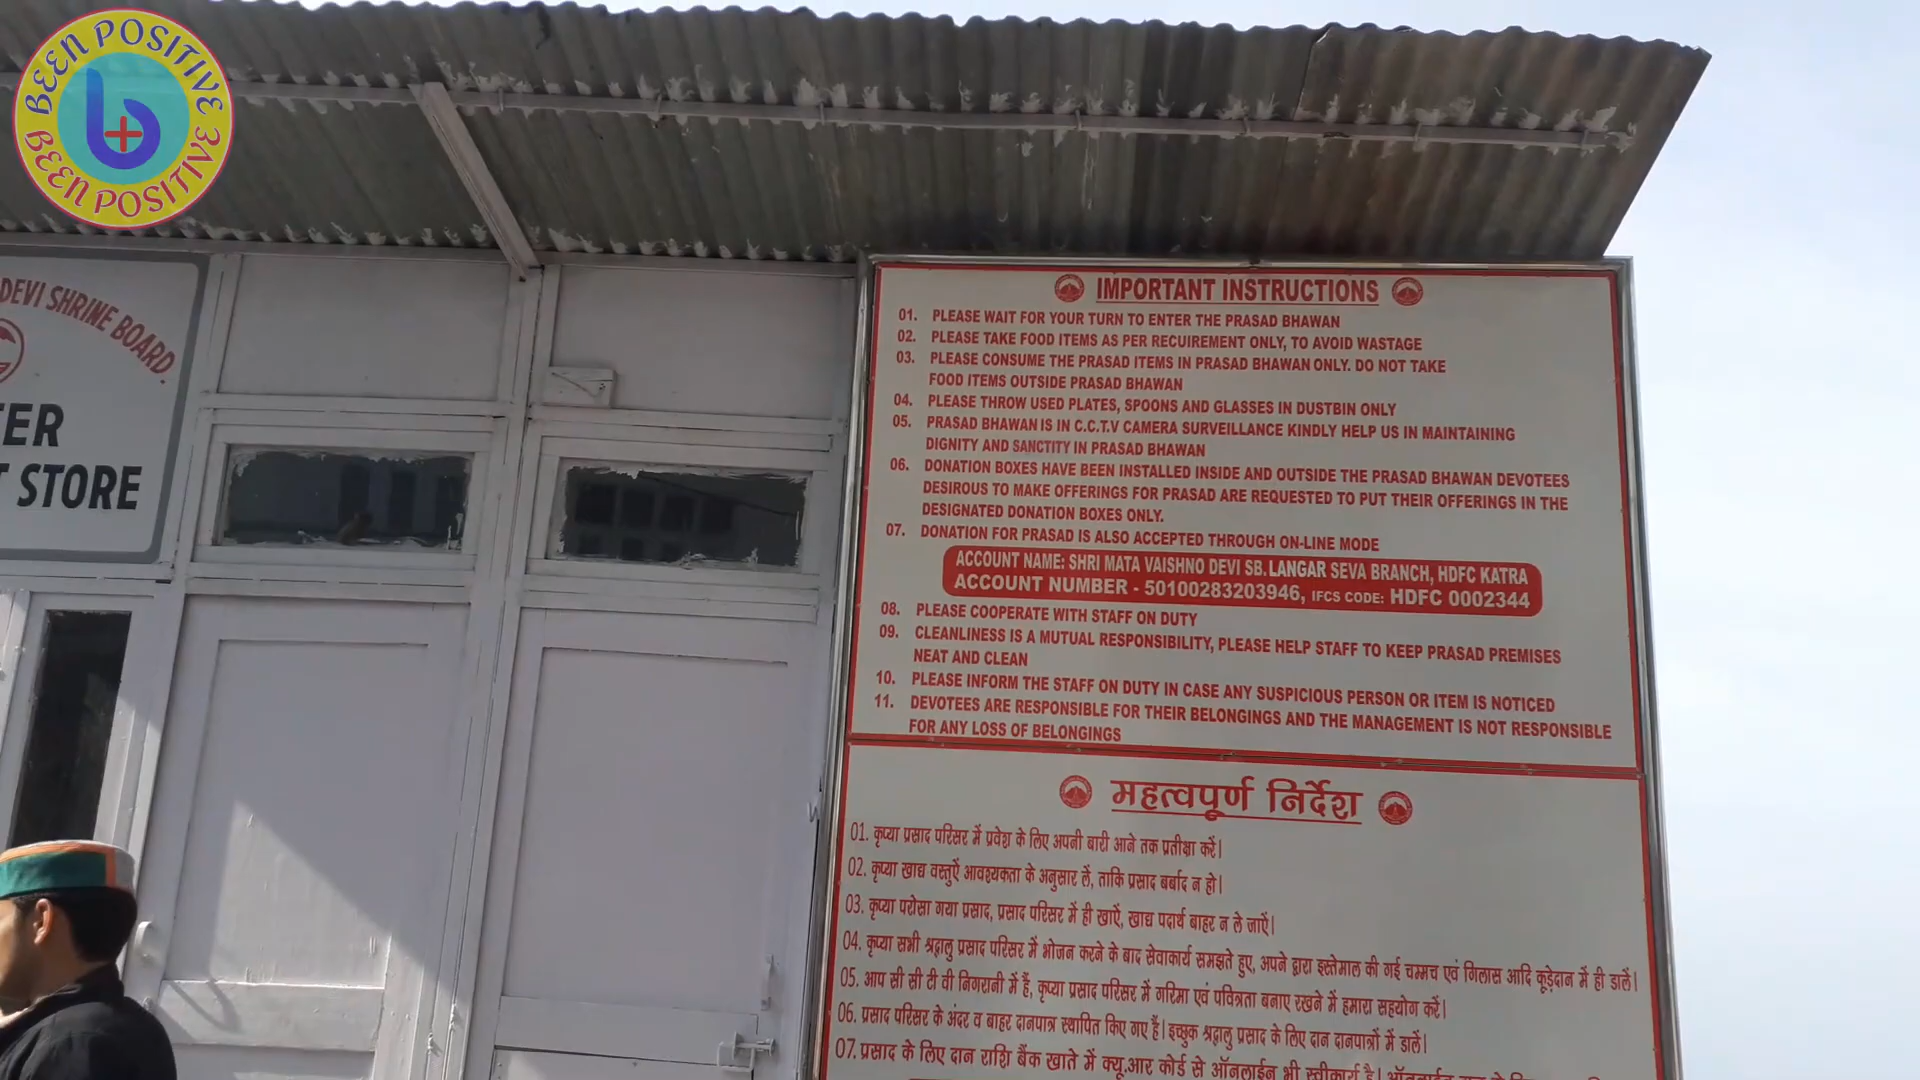 BEEN POSITIVE
BEEN POSITIVE
DEVI SHRINE BOARD
STORE
IMPORTANT INSTRUCTIONS
01. PLEASE WAIT FOR YOUR TURN TO ENTER THE PRASAD BHAWAN
02. PLEASE TAKE FOOD ITEMS AS PER RECUIREMENT ONLY, TO AVOID WASTAGE
03. PLEASE CONSUME THE PRASAD ITEMS IN PRASAD BHAWAN ONLY. DO NOT TAKE
FOOD ITEMS OUTSIDE PRASAD BHAWAN
04. PLEASE THROW USED PLATES, SPOONS AND GLASSES IN DUSTBIN ONLY
05. PRASAD BHAWAN IS IN C.C.T.V CAMERA SURVEILLANCE KINDLY HELP US IN MAINTAINING
DIGNITY AND SANCTITY IN PRASAD BHAWAN
06. DONATION BOXES HAVE BEEN INSTALLED INSIDE AND OUTSIDE THE PRASAD BHAWAN DEVOTEES
DESIROUS TO MAKE OFFERINGS FOR PRASAD ARE REQUESTED TO PUT THEIR OFFERINGS IN THE
DESIGNATED DONATION BOXES ONLY.
07. DONATION FOR PRASAD IS ALSO ACCEPTED THROUGH ON-LINE MODE
ACCOUNT NAME: SHRI MATA VAISHNO DEVI SB. LANGAR SEVA BRANCH, HDFC KATRA
ACCOUNT NUMBER - 50100283203946, IFCS CODE: HDFC 0002344
08. PLEASE COOPERATE WITH STAFF ON DUTY
09. CLEANLINESS IS A MUTUAL RESPONSIBILITY, PLEASE HELP STAFF TO KEEP PRASAD PREMISES
NEAT AND CLEAN
10. PLEASE INFORM THE STAFF ON DUTY IN CASE ANY SUSPICIOUS PERSON OR ITEM IS NOTICED
11. DEVOTEES ARE RESPONSIBLE FOR THEIR BELONGINGS AND THE MANAGEMENT IS NOT RESPONSIBLE
FOR ANY LOSS OF BELONGINGS
महत्वपूर्ण निर्देश
01. कृप्या प्रसाद परिसर में प्रवेश के लिए अपनी बारी आने तक प्रतीक्षा करें|
02. कृप्या खाद्य वस्तुऐं आवश्यकता के अनुसार लें, ताकि प्रसाद बर्बाद न हो|
03. कृप्या परोसा गया प्रसाद, प्रसाद परिसर में ही खाऐं, खाद्य पदार्थ बाहर न ले जाऐं|
04. कृप्या सभी श्रद्धालु प्रसाद परिसर में भोजन करने के बाद सेवाकार्य समझते हुए, अपने द्वारा इस्तेमाल की गई चम्मच एवं गिलास आदि कूड़ेदान में ही डालें|
05. आप सी सी टी वी निगरानी में हैं, कृप्या प्रसाद परिसर में गरिमा एवं पवित्रता बनाए रखने में हमारा सहयोग करें|
06. प्रसाद परिसर के अंदर व बाहर दानपात्र स्थापित किए गए हैं| इच्छुक श्रद्धालु प्रसाद के लिए दान दानपात्रों में डालें|
07. प्रसाद के लिए दान राशि बैंक खाते में क्यू.आर कोर्ड से ऑनलाईन भी स्वीकार्य है|